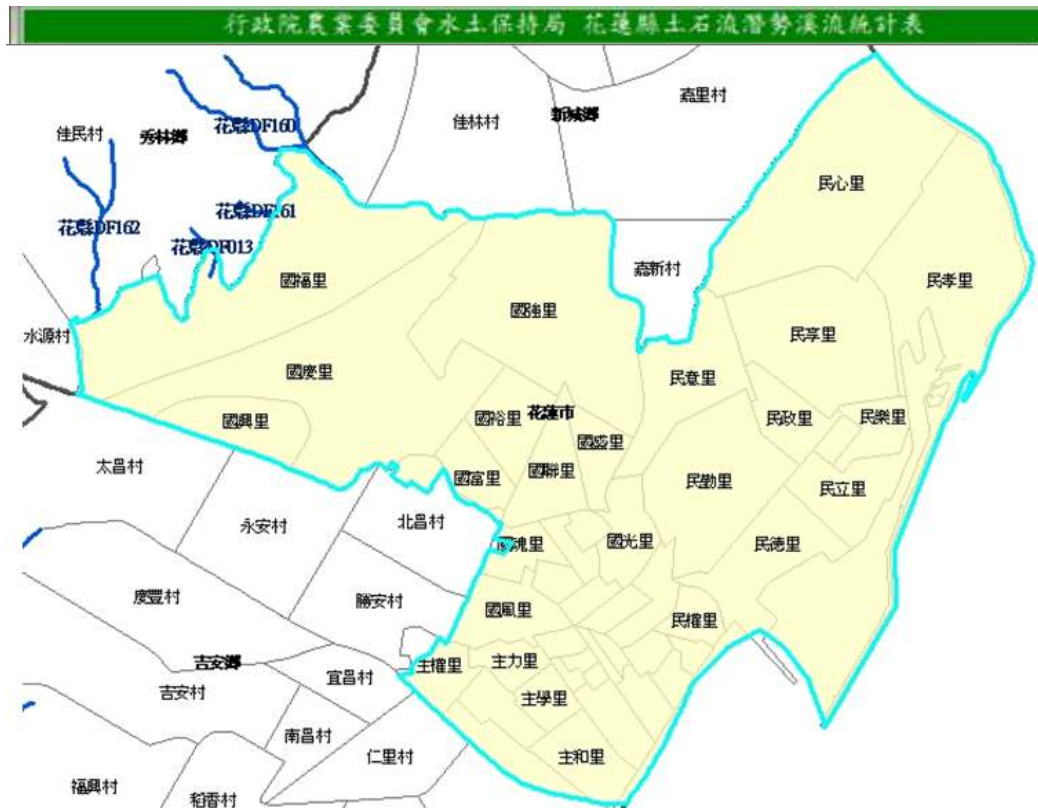 行政院農業委員會水土保持局 花蓮縣土石流潛勢溪流統計表
嘉里村
佳林村
新城鄉
花縣DF160
佳民村
秀林鄉
民心里
花縣DF161
花縣DF162
花縣DF013
嘉新村
國福里
民孝里
國強里
水源村
民享里
國慶里
民意里
國裕里
花蓮市
民政里
民樂里
國興里
國盛里
太昌村
國富里
國聯里
民勤里
民立里
永安村
北昌村
國魂里
國光里
民德里
慶豐村
勝安村
國風里
民權里
吉安鄉
主權里
主力里
宜昌村
吉安村
主學里
南昌村
仁里村
主和里
福興村
稻香村